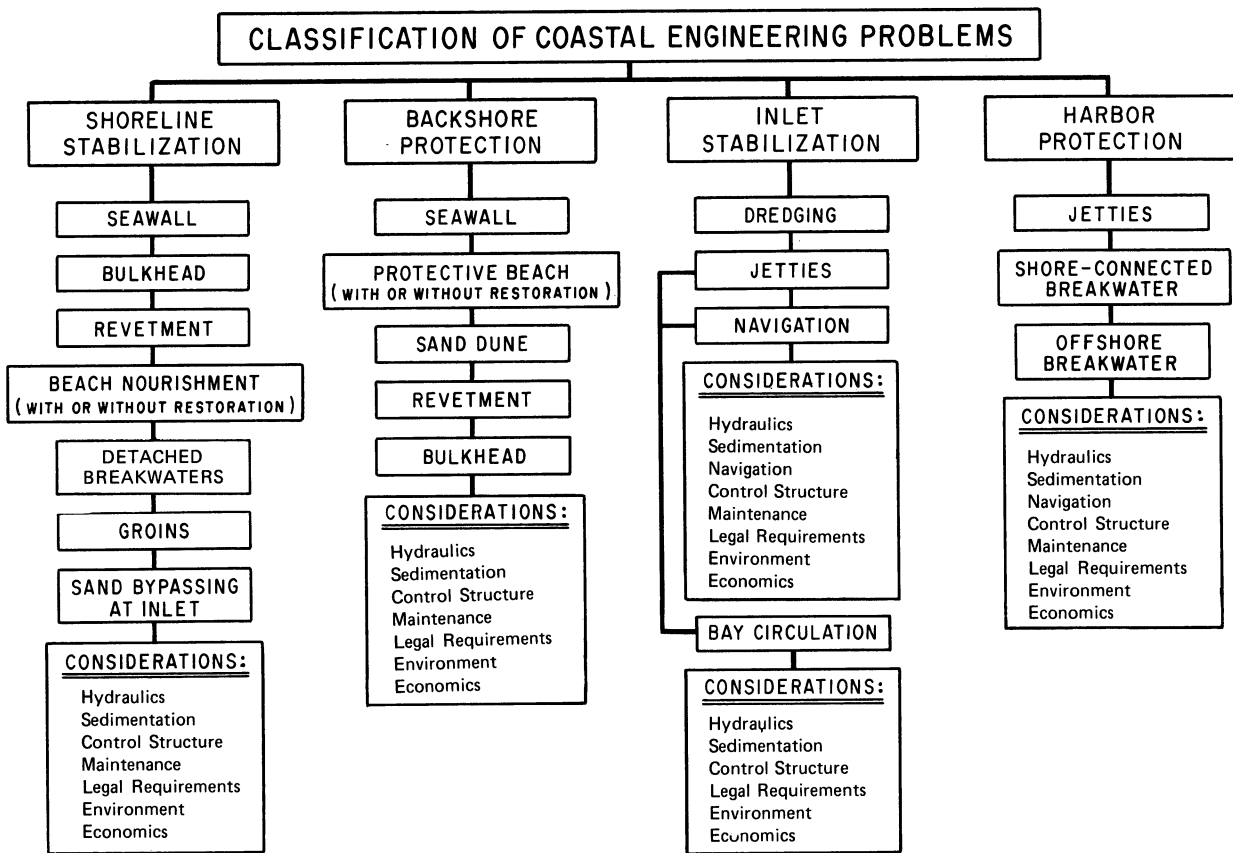 CLASSIFICATION OF COASTAL ENGINEERING PROBLEMS
SHORELINE
STABILIZATION
SEAWALL
BULKHEAD
REVETMENT
BEACH NOURISHMENT
(WITH OR WITHOUT RESTORATION)
DETACHED
BREAKWATERS
GROINS
SAND BYPASSING
AT INLET
CONSIDERATIONS:
Hydraulics
Sedimentation
Control Structure
Maintenance
Legal Requirements
Environment
Economics
BACKSHORE
PROTECTION
SEAWALL
PROTECTIVE BEACH
(WITH OR WITHOUT RESTORATION)
SAND DUNE
REVETMENT
BULKHEAD
CONSIDERATIONS:
Hydraulics
Sedimentation
Control Structure
Maintenance
Legal Requirements
Environment
Economics
INLET
STABILIZATION
DREDGING
JETTIES
NAVIGATION
CONSIDERATIONS:
Hydraulics
Sedimentation
Navigation
Control Structure
Maintenance
Legal Requirements
Environment
Economics
BAY CIRCULATION
CONSIDERATIONS:
Hydraulics
Sedimentation
Control Structure
Legal Requirements
Environment
Economics
HARBOR
PROTECTION
JETTIES
SHORE-CONNECTED
BREAKWATER
OFFSHORE
BREAKWATER
CONSIDERATIONS:
Hydraulics
Sedimentation
Navigation
Control Structure
Maintenance
Legal Requirements
Environment
Economics